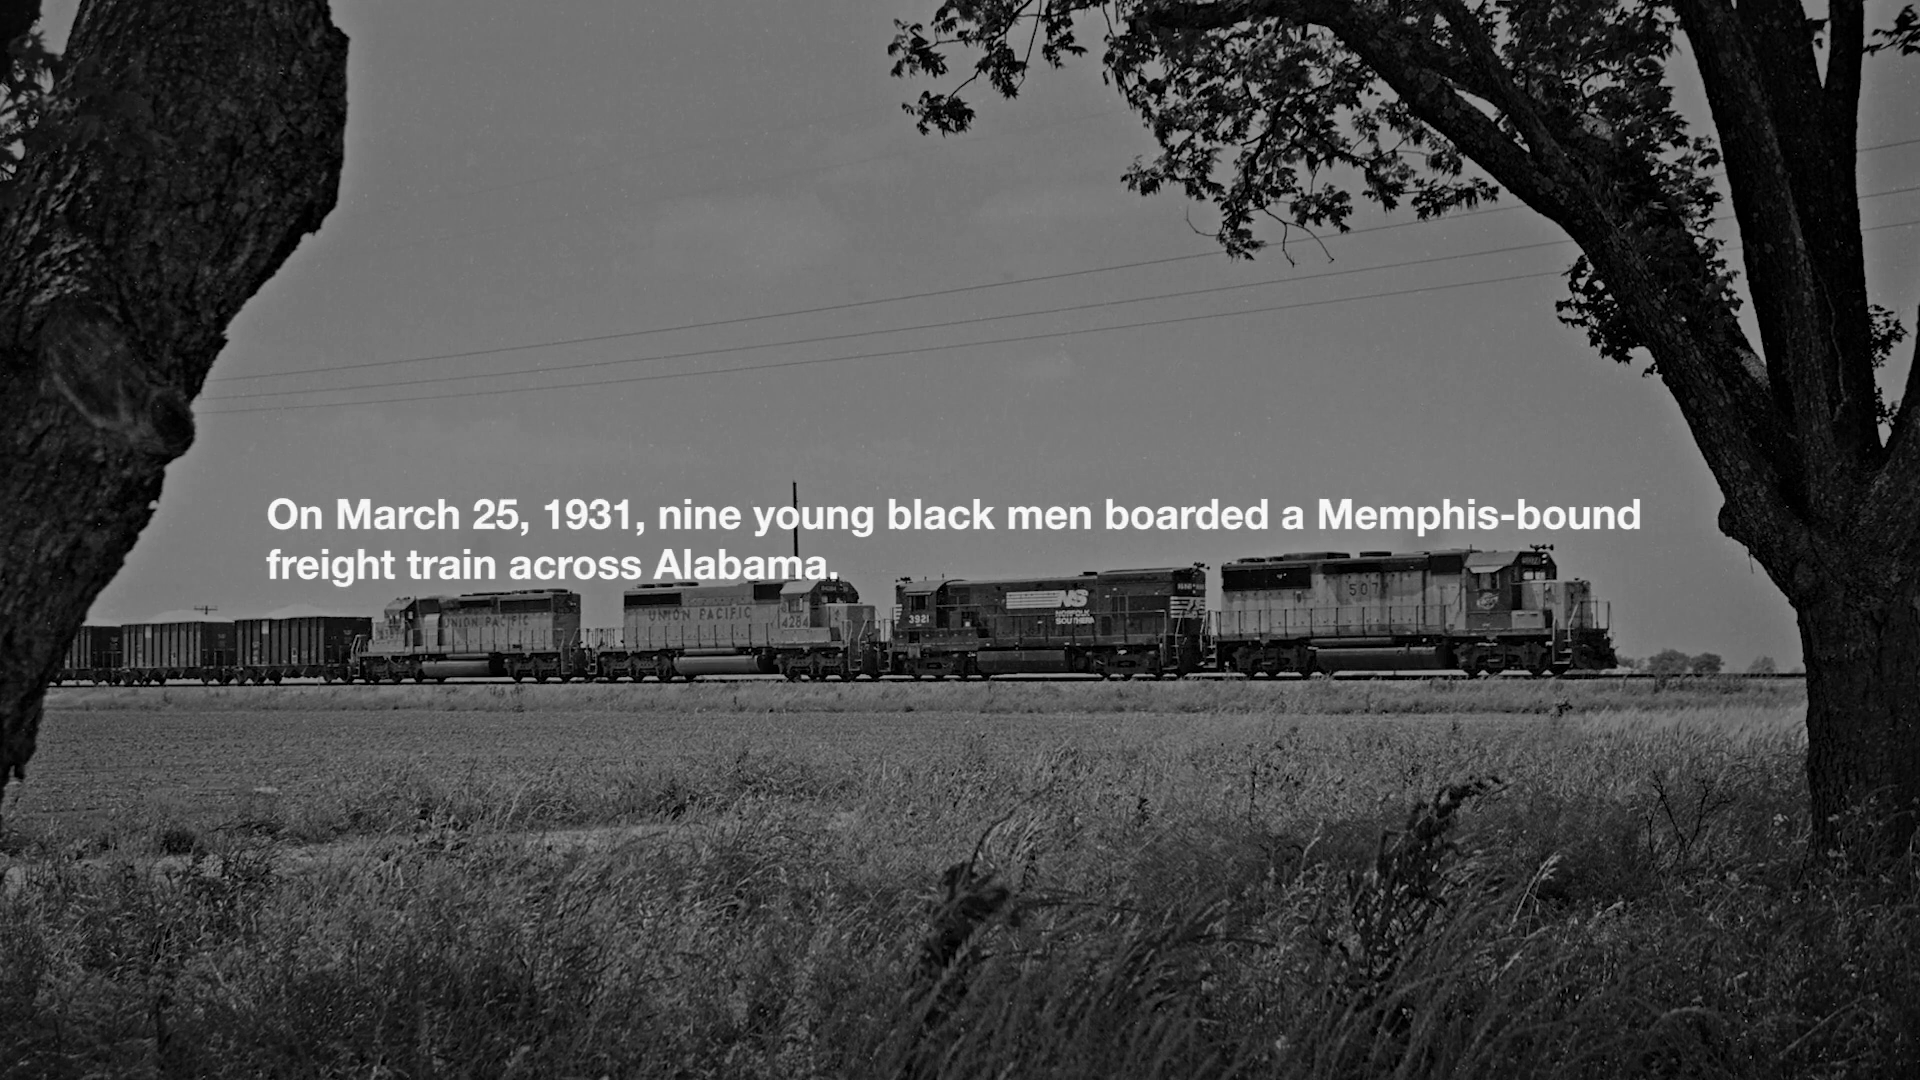 On March 25, 1931, nine young black men boarded a Memphis-bound
freight train across Alabama.
UNION PACIFIC
UNION PACIFIC
4284
3921
NS
NORFOLK
SOUTHERN
507